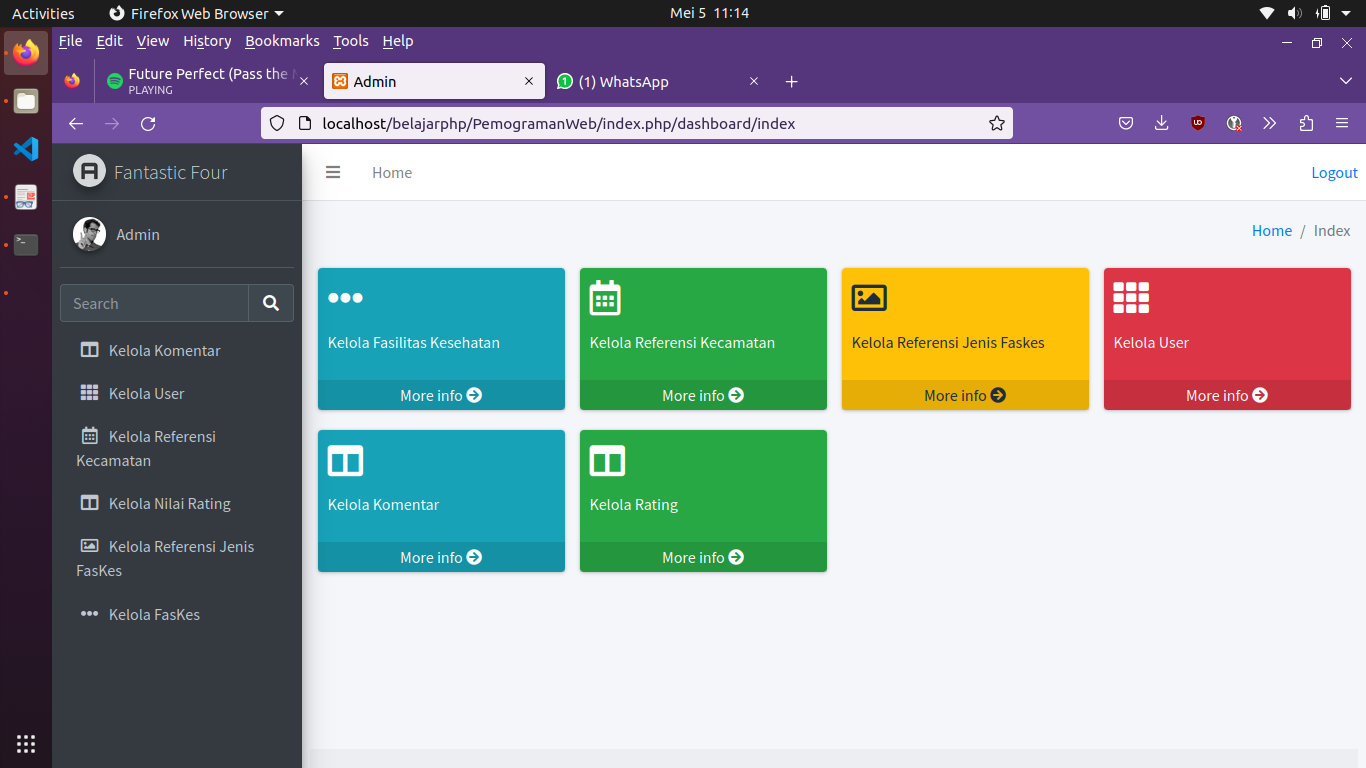 Activities
Firefox Web Browser
Mei 5 11:14
File Edit View History Bookmarks Tools Help
Future Perfect (Pass the
PLAYING
Admin
(1) WhatsApp
localhost/belajarphp/PemogramanWeb/index.php/dashboard/index
Fantastic Four
Home
Logout
Admin
Home / Index
Search
Kelola Komentar
Kelola User
Kelola Referensi
Kecamatan
Kelola Nilai Rating
Kelola Referensi Jenis
FasKes
Kelola FasKes
Kelola Fasilitas Kesehatan
More info
Kelola Referensi Kecamatan
More info
Kelola Referensi Jenis Faskes
More info
Kelola User
More info
Kelola Komentar
More info
Kelola Rating
More info